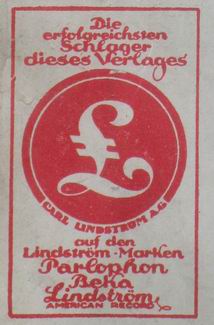 Die
erfolgreichsten
Schlager
dieses Verlages
£
CARL LINDSTRÖM A.G
auf den
Lindström-Marken
Parlophon
Beka
Lindström
AMERICAN RECORD